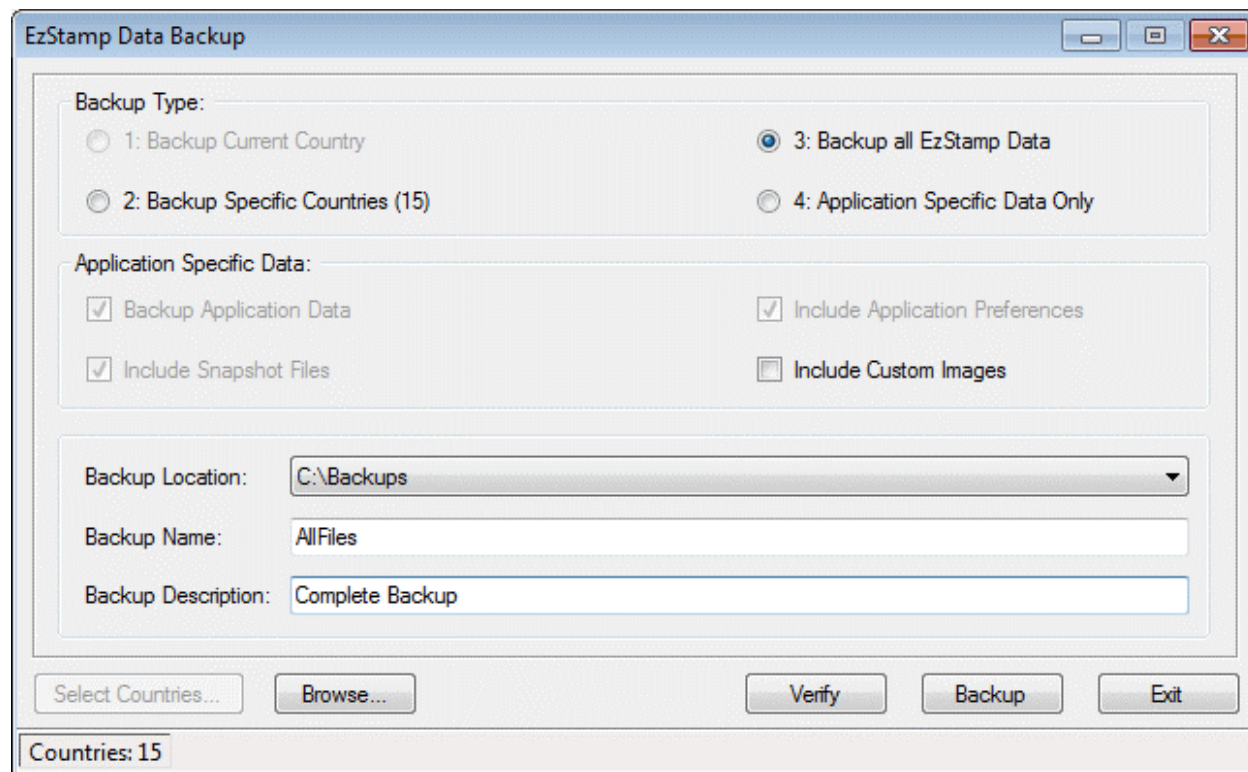 EzStamp Data Backup
Backup Type:
1: Backup Current Country
3: Backup all EzStamp Data
2: Backup Specific Countries (15)
4: Application Specific Data Only
Application Specific Data:
Backup Application Data
Include Application Preferences
Include Snapshot Files
Include Custom Images
Backup Location: C:\Backups
Backup Name: AllFiles
Backup Description: Complete Backup
Select Countries... Browse... Verify Backup Exit
Countries: 15